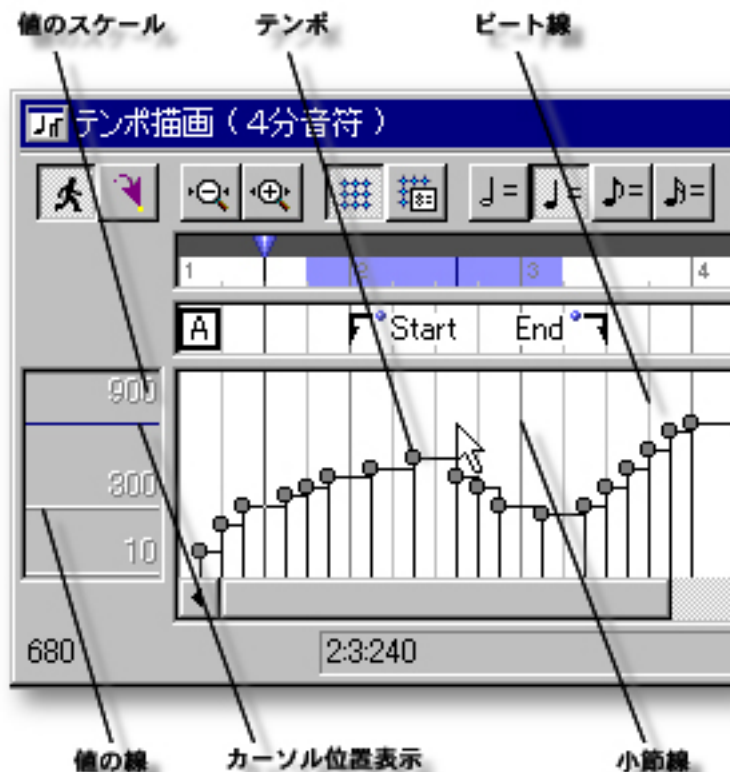 値のスケール テンポ ビート線
テンポ描画（4分音符）
= = = =
1 2 3 4
A Start End
900
300
10
680 2:3:240
値の線 カーソル位置表示 小節線